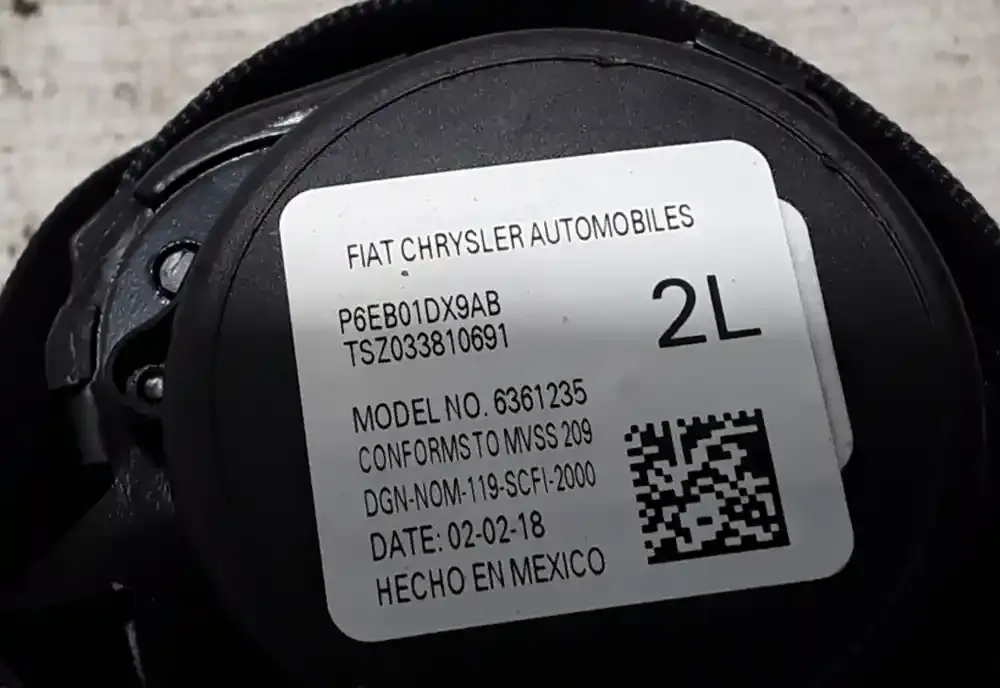 FIAT CHRYSLER AUTOMOBILES
P6EB01DX9AB
TSZ033810691
2L
MODEL NO. 6361235
CONFORMS TO MVSS 209
DGN-NOM-119-SCFI-2000
DATE: 02-02-18
HECHO EN MEXICO